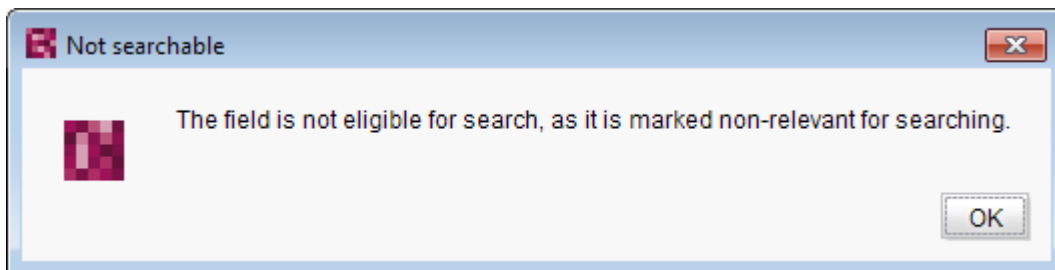 Not searchable
The field is not eligible for search, as it is marked non-relevant for searching.
OK